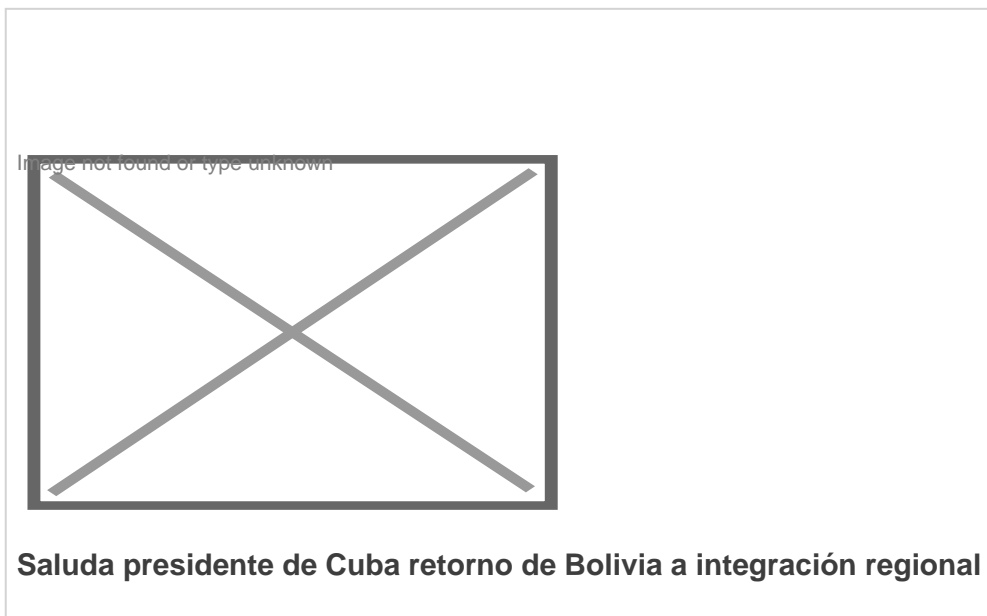 Image not found or type unknown
Saluda presidente de Cuba retorno de Bolivia a integración regional